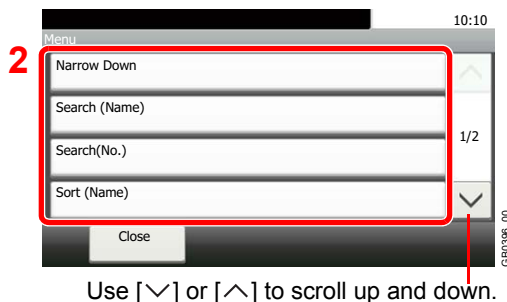 10:10
Menu
2
Narrow Down
Search (Name)
Search(No.)
1/2
Sort (Name)
Close
GB0396_00
Use [∨] or [∧] to scroll up and down.